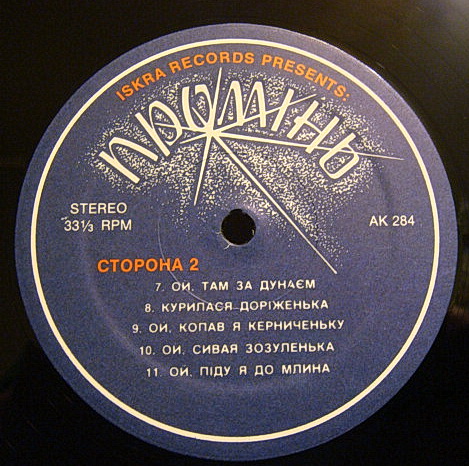 ISKRA RECORDS PRESENTS:
ПРОМІНЬ
STEREO
33⅓ RPM
AK 284
СТОРОНА 2
7. ОЙ, ТАМ ЗА ДУНАЄМ
8. КУРИЛАСЯ ДОРІЖЕНЬКА
9. ОЙ, КОПАВ Я КЕРНИЧЕНЬКУ
10. ОЙ, СИВАЯ ЗОЗУЛЕНЬКА
11. ОЙ, ПІДУ Я ДО МЛИНА